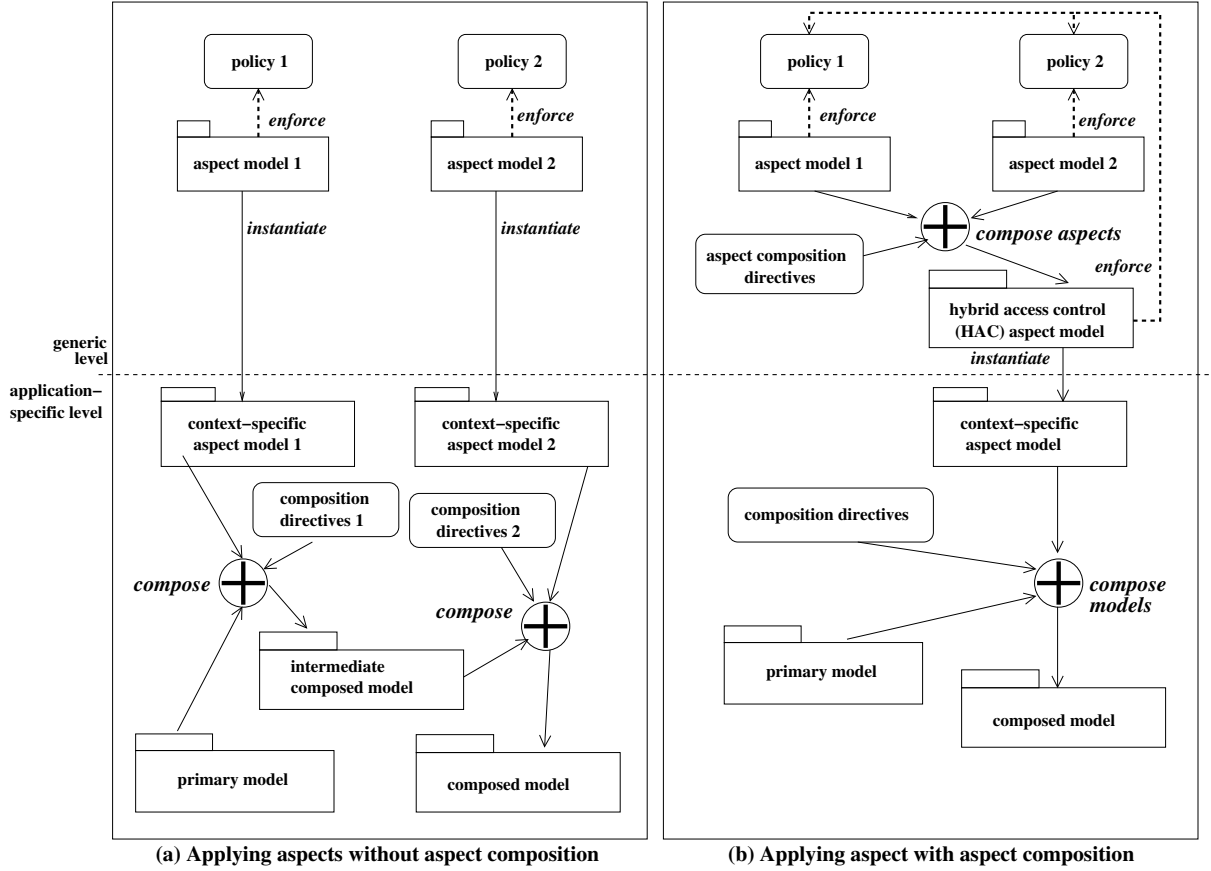 policy 1
policy 2
enforce
enforce
aspect model 1
aspect model 2
instantiate
instantiate
generic
level
application–
specific level
context–specific
aspect model 1
context–specific
aspect model 2
composition
directives 1
composition
directives 2
compose
compose
intermediate
composed model
primary model
composed model
(a) Applying aspects without aspect composition
policy 1
policy 2
enforce
enforce
aspect model 1
aspect model 2
compose aspects
aspect composition
directives
enforce
hybrid access control
(HAC) aspect model
instantiate
context–specific
aspect model
composition directives
compose
models
primary model
composed model
(b) Applying aspect with aspect composition